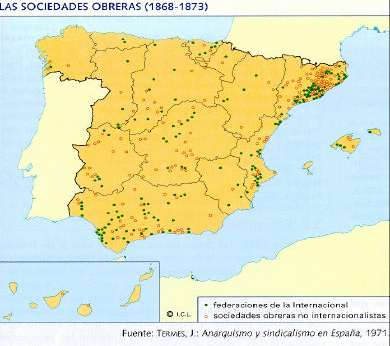 LAS SOCIEDADES OBRERAS (1868-1873)
© I.C.L.
federaciones de la Internacional
sociedades obreras no internacionalistas
Fuente: TERMES, J.: Anarquismo y sindicalismo en España, 1971.